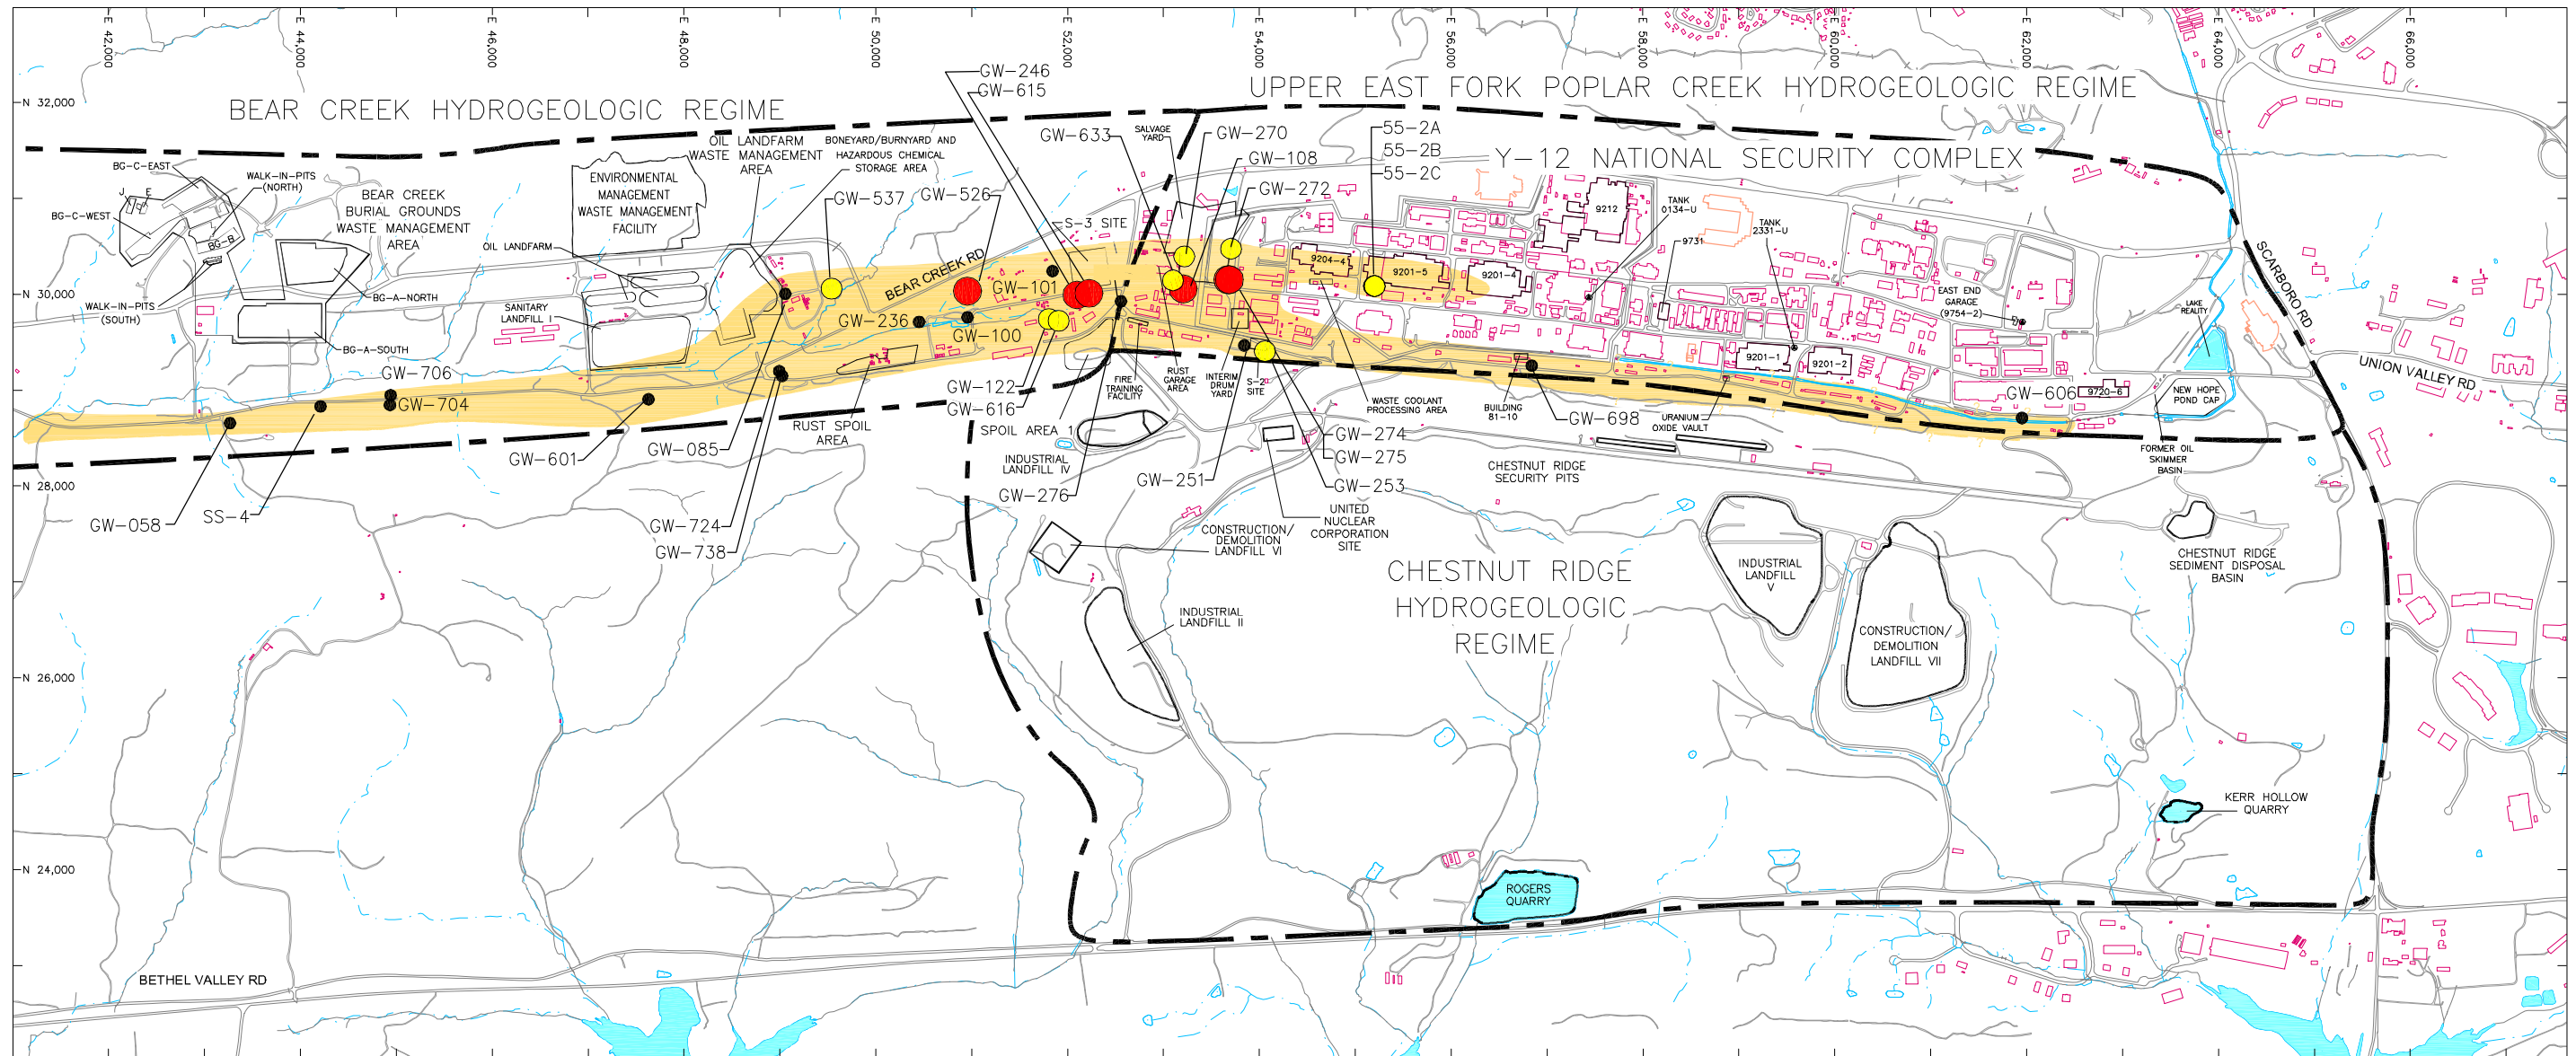 E 42,000
E 44,000
E 46,000
E 48,000
E 50,000
E 52,000
E 54,000
E 56,000
E 58,000
E 60,000
E 62,000
E 64,000
E 66,000
N 32,000
N 30,000
N 28,000
N 26,000
N 24,000
BEAR CREEK HYDROGEOLOGIC REGIME
UPPER EAST FORK POPLAR CREEK HYDROGEOLOGIC REGIME
Y-12 NATIONAL SECURITY COMPLEX
GW-246
GW-615
GW-633
SALVAGE
YARD
GW-270
GW-108
GW-272
55-2A
55-2B
55-2C
BG-C-EAST
J
E
BG-C-WEST
BG-B
WALK-IN-PITS
(NORTH)
WALK-IN-PITS
(SOUTH)
BEAR CREEK
BURIAL GROUNDS
WASTE MANAGEMENT
AREA
BG-A-NORTH
BG-A-SOUTH
ENVIRONMENTAL
MANAGEMENT
WASTE MANAGEMENT
FACILITY
OIL LANDFARM
WASTE MANAGEMENT
AREA
BONEYARD/BURNYARD AND
HAZARDOUS CHEMICAL
STORAGE AREA
OIL LANDFARM
SANITARY
LANDFILL I
GW-537
GW-526
S-3 SITE
BEAR CREEK RD
GW-101
GW-236
GW-100
GW-122
GW-616
GW-706
GW-704
GW-058
SS-4
GW-601
GW-085
GW-724
GW-738
RUST SPOIL
AREA
SPOIL AREA 1
FIRE
TRAINING
FACILITY
RUST
GARAGE
AREA
INTERIM
DRUM
YARD
S-2
SITE
INDUSTRIAL
LANDFILL IV
GW-276
GW-251
GW-274
GW-275
GW-253
UNITED
NUCLEAR
CORPORATION
SITE
WASTE COOLANT
PROCESSING AREA
9204-4
9201-5
9201-4
9212
TANK
0134-U
9731
TANK
2331-U
9201-1
9201-2
EAST END
GARAGE
(9754-2)
9720-6
BUILDING
81-10
GW-698
URANIUM
OXIDE VAULT
GW-606
NEW HOPE
POND CAP
LAKE
REALITY
SCARBORO RD
UNION VALLEY RD
FORMER OIL
SKIMMER
BASIN
CHESTNUT RIDGE
SECURITY PITS
CONSTRUCTION/
DEMOLITION
LANDFILL VI
INDUSTRIAL
LANDFILL II
CHESTNUT RIDGE
HYDROGEOLOGIC
REGIME
INDUSTRIAL
LANDFILL
V
CONSTRUCTION/
DEMOLITION
LANDFILL VII
CHESTNUT RIDGE
SEDIMENT DISPOSAL
BASIN
KERR HOLLOW
QUARRY
ROGERS
QUARRY
BETHEL VALLEY RD